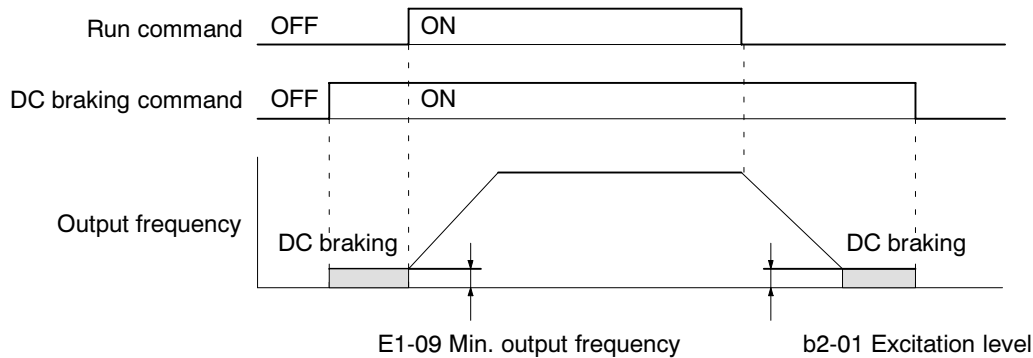 Run command OFF ON
DC braking command OFF ON
Output frequency
DC braking DC braking
E1-09 Min. output frequency b2-01 Excitation level